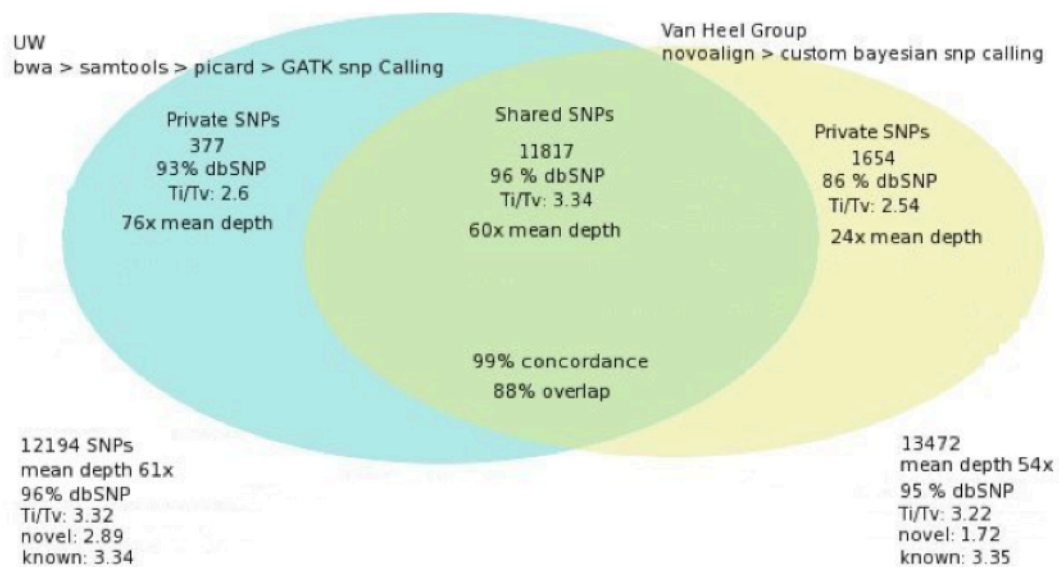 UW
bwa > samtools > picard > GATK snp Calling
Van Heel Group
novoalign > custom bayesian snp calling
Private SNPs
377
93% dbSNP
Ti/Tv: 2.6
76x mean depth
Shared SNPs
11817
96 % dbSNP
Ti/Tv: 3.34
60x mean depth
Private SNPs
1654
86 % dbSNP
Ti/Tv: 2.54
24x mean depth
99% concordance
88% overlap
12194 SNPs
mean depth 61x
96% dbSNP
Ti/Tv: 3.32
novel: 2.89
known: 3.34
13472
mean depth 54x
95 % dbSNP
Ti/Tv: 3.22
novel: 1.72
known: 3.35